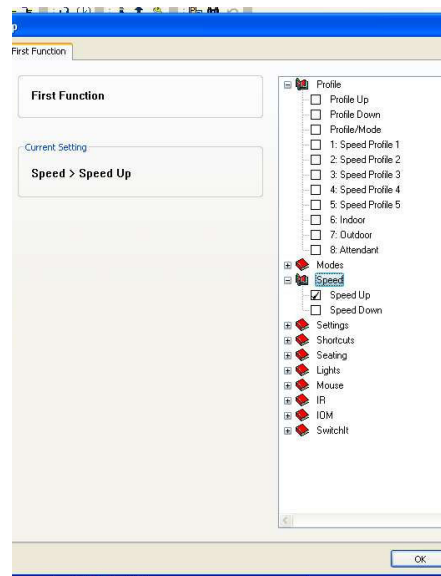 p
First Function
First Function
Current Setting
Speed > Speed Up
Profile
Profile Up
Profile Down
Profile/Mode
1: Speed Profile 1
2: Speed Profile 2
3: Speed Profile 3
4: Speed Profile 4
5: Speed Profile 5
6: Indoor
7: Outdoor
8: Attendant
Modes
Speed
Speed Up
Speed Down
Settings
Shortcuts
Seating
Lights
Mouse
IR
IOM
SwitchIt
OK